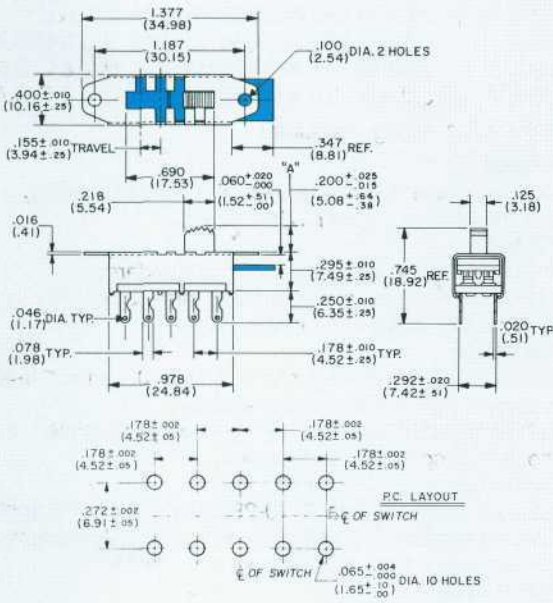 1.377
(34.98)
1.187
(30.15)
.100
(2.54) DIA. 2 HOLES
.400±.010
(10.16±.25)
.155±.010
(3.94±.25) TRAVEL
.347
(8.81) REF.
.690
(17.53)
"A"
.060 +.020 -.000
(1.52 +.51 -.00)
.200 +.025 -.015
(5.08 +.64 -.38)
.218
(5.54)
.016
(.41)
.125
(3.18)
.295±.010
(7.49±.25)
.745
(18.92) REF.
.250±.010
(6.35±.25)
.046
(1.17) DIA. TYP.
.020
(.51) TYP.
.078
(1.98) TYP.
.178±.010
(4.52±.25) TYP.
.978
(24.84)
.292±.020
(7.42±.51)
.178±.002
(4.52±.05)
.178±.002
(4.52±.05)
.178±.002
(4.52±.05)
.178±.002
(4.52±.05)
.272±.002
(6.91±.05)
P.C. LAYOUT
℄ OF SWITCH
℄ OF SWITCH
.065 +.004 -.000
(1.65 +.10 -.00) DIA. 10 HOLES